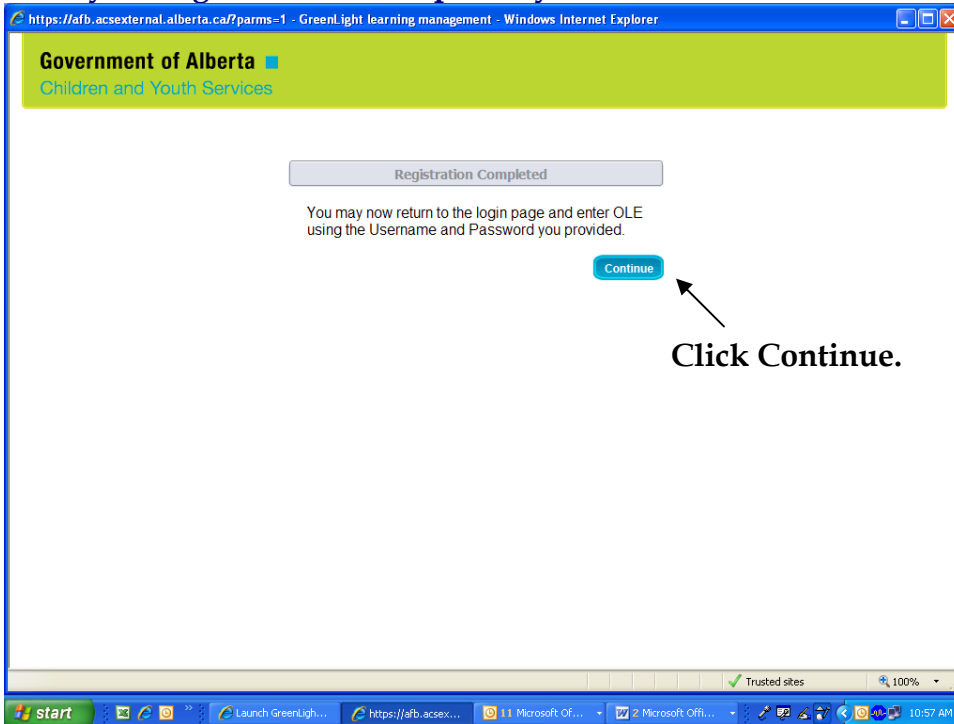 https://afb.acsexternal.alberta.ca/?parms=1 - GreenLight learning management - Windows Internet Explorer
Government of Alberta
Children and Youth Services
Registration Completed
You may now return to the login page and enter OLE
using the Username and Password you provided.
Continue
Click Continue.
Trusted sites
100%
start
Launch GreenLigh...
https://afb.acsex...
11 Microsoft Of...
2 Microsoft Offi...
10:57 AM